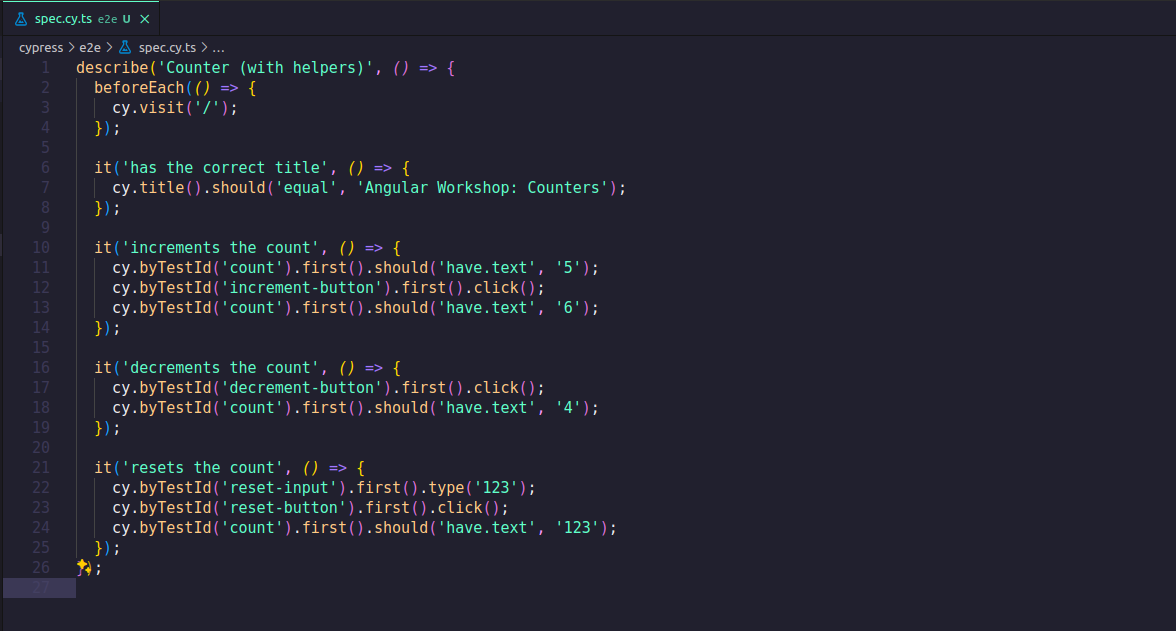 spec.cy.ts e2e U ×
cypress > e2e > spec.cy.ts > ...
1 describe('Counter (with helpers)', () => {
2   beforeEach(() => {
3     cy.visit('/');
4   });
5
6   it('has the correct title', () => {
7     cy.title().should('equal', 'Angular Workshop: Counters');
8   });
9
10   it('increments the count', () => {
11     cy.byTestId('count').first().should('have.text', '5');
12     cy.byTestId('increment-button').first().click();
13     cy.byTestId('count').first().should('have.text', '6');
14   });
15
16   it('decrements the count', () => {
17     cy.byTestId('decrement-button').first().click();
18     cy.byTestId('count').first().should('have.text', '4');
19   });
20
21   it('resets the count', () => {
22     cy.byTestId('reset-input').first().type('123');
23     cy.byTestId('reset-button').first().click();
24     cy.byTestId('count').first().should('have.text', '123');
25   });
26 });
27